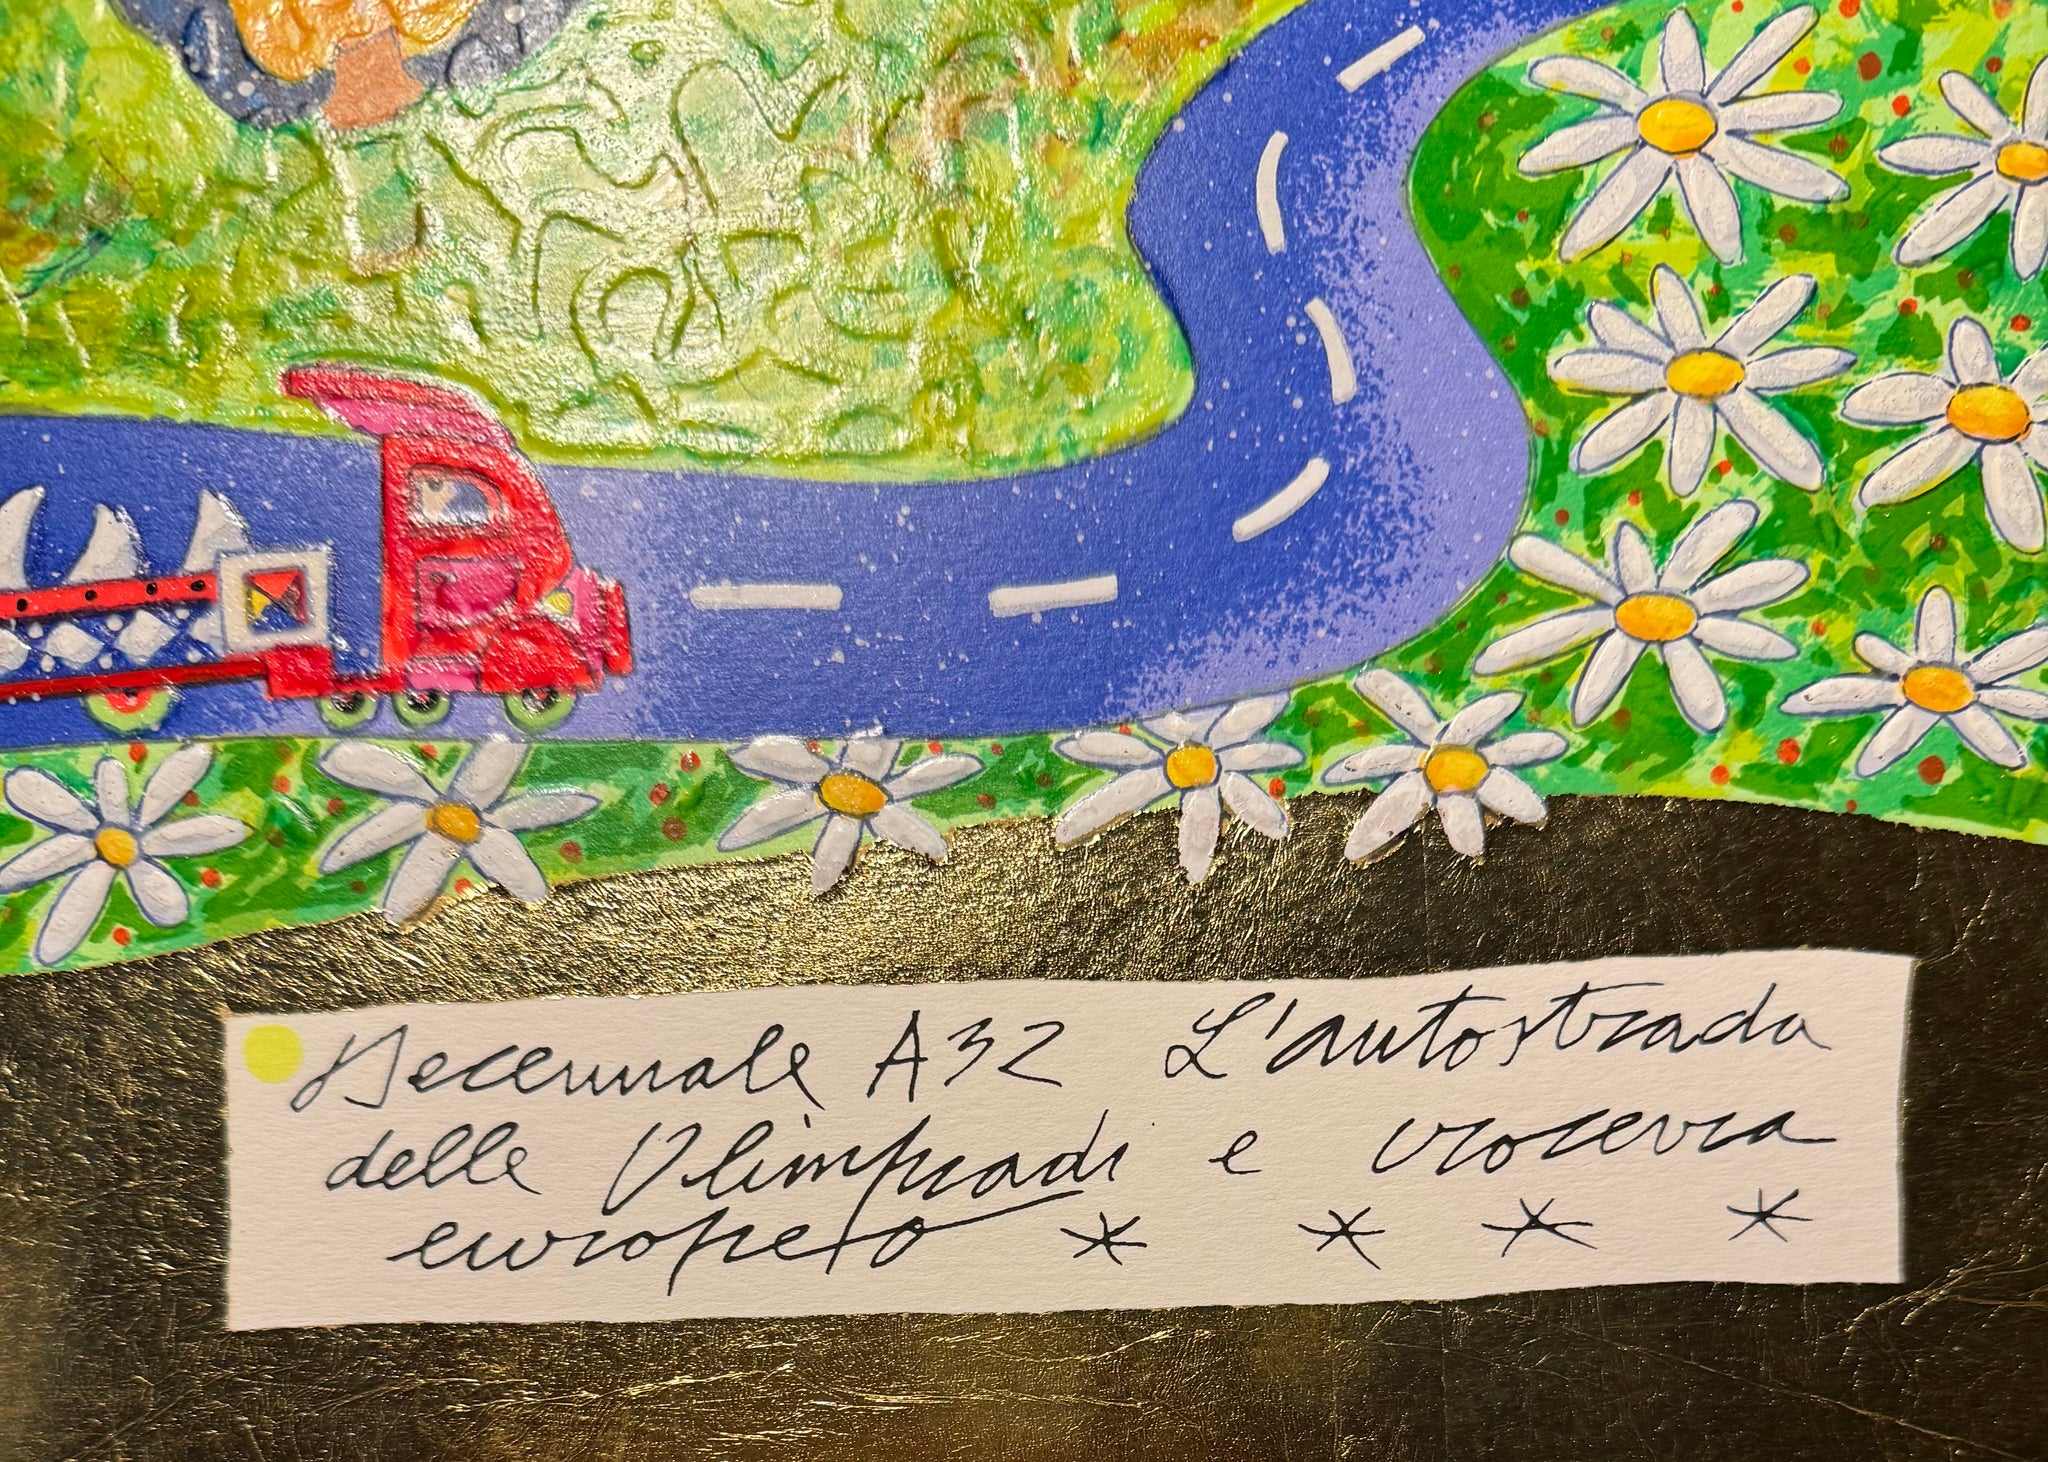 Decennale A32 L'autostrada
delle Olimpiadi e crocevia
europeo * * * *